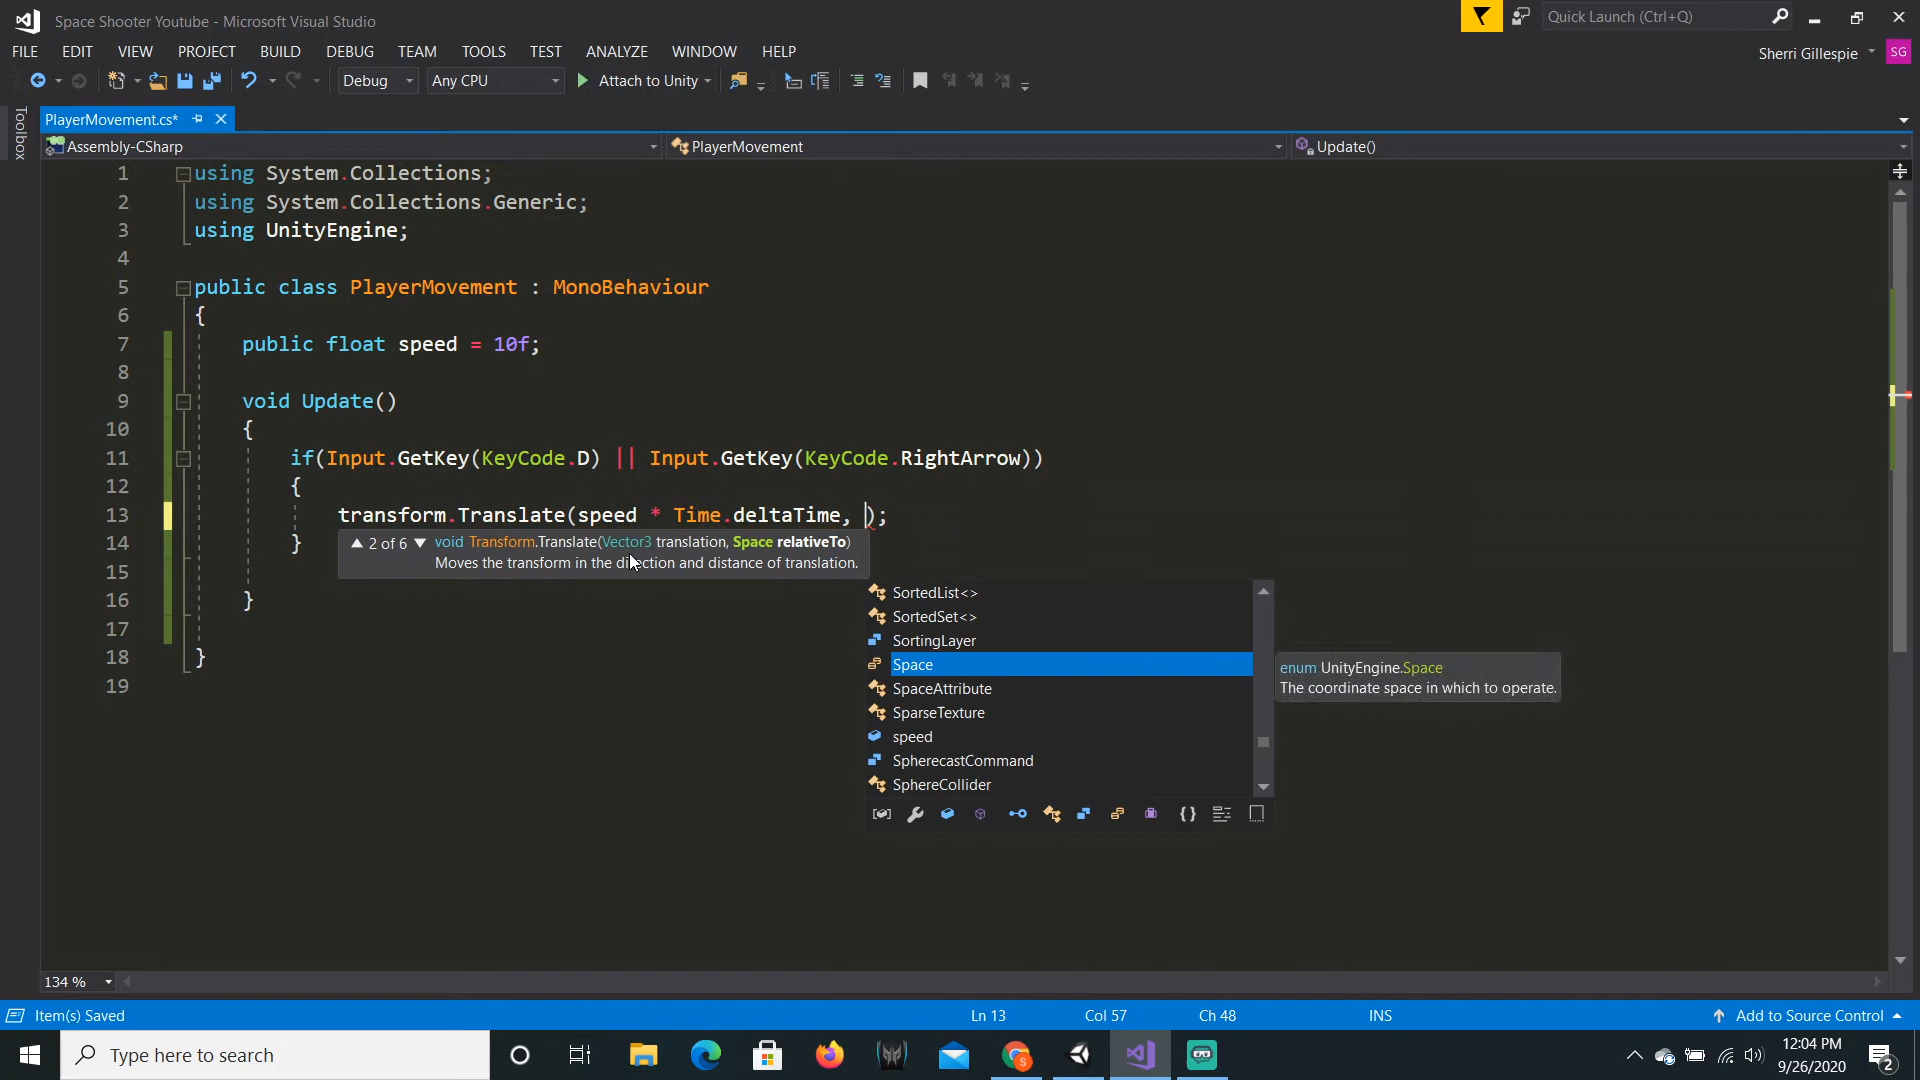 Space Shooter Youtube - Microsoft Visual Studio
Quick Launch (Ctrl+Q)
FILE EDIT VIEW PROJECT BUILD DEBUG TEAM TOOLS TEST ANALYZE WINDOW HELP
Sherri Gillespie SG
Debug Any CPU Attach to Unity
Toolbox
PlayerMovement.cs*
Assembly-CSharp PlayerMovement Update()
1 using System.Collections;
2 using System.Collections.Generic;
3 using UnityEngine;
4
5 public class PlayerMovement : MonoBehaviour
6 {
7 public float speed = 10f;
8
9 void Update()
10 {
11 if(Input.GetKey(KeyCode.D) || Input.GetKey(KeyCode.RightArrow))
12 {
13 transform.Translate(speed * Time.deltaTime, );
14 }
2 of 6 void Transform.Translate(Vector3 translation, Space relativeTo)
Moves the transform in the direction and distance of translation.
15
16 }
17
18 }
19
SortedList<>
SortedSet<>
SortingLayer
Space
SpaceAttribute
SparseTexture
speed
SpherecastCommand
SphereCollider
enum UnityEngine.Space
The coordinate space in which to operate.
134 %
Item(s) Saved Ln 13 Col 57 Ch 48 INS Add to Source Control
Type here to search
12:04 PM
9/26/2020
2